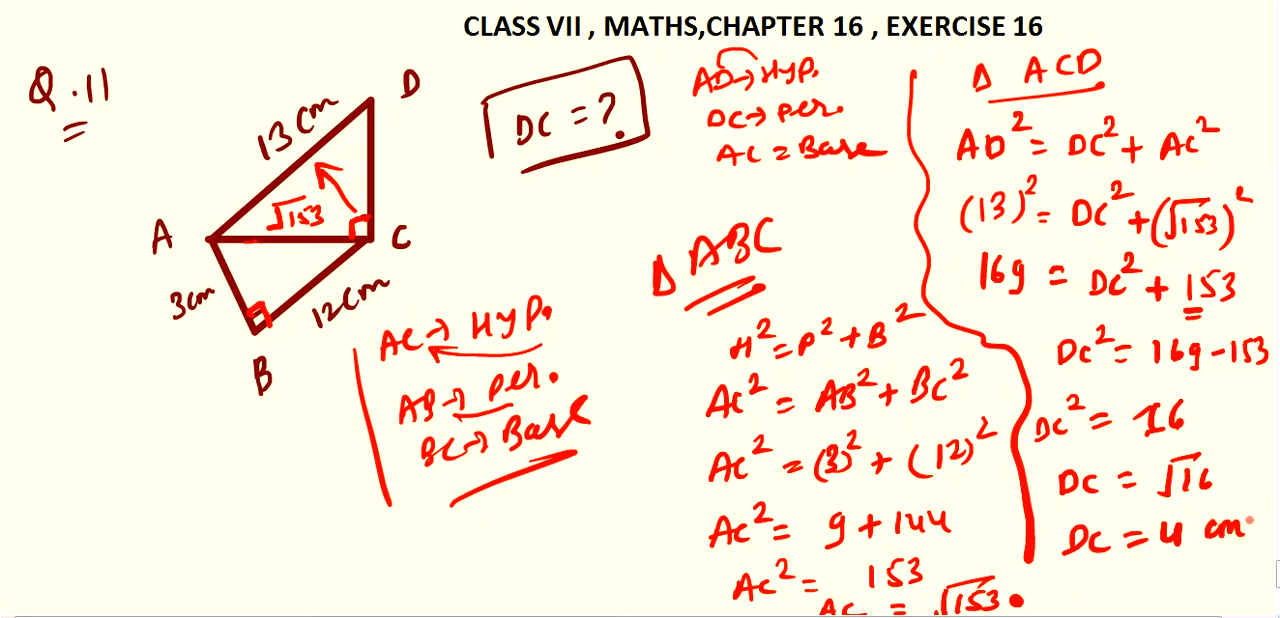 CLASS VII , MATHS,CHAPTER 16 , EXERCISE 16
Q.11
D
13cm
√153
A
C
3cm
12cm
B
DC = ?
AD→Hyp.
DC→per.
AC = Base
AC→Hyp.
AB→per.
BC→Base
Δ ABC
H² = P² + B²
AC² = AB² + BC²
AC² = (3)² + (12)²
AC² = 9 + 144
AC² = 153
AC = √153.
Δ ACD
AD² = DC² + AC²
(13)² = DC² + (√153)²
169 = DC² + 153
DC² = 169-153
DC² = 16
DC = √16
DC = 4 cm